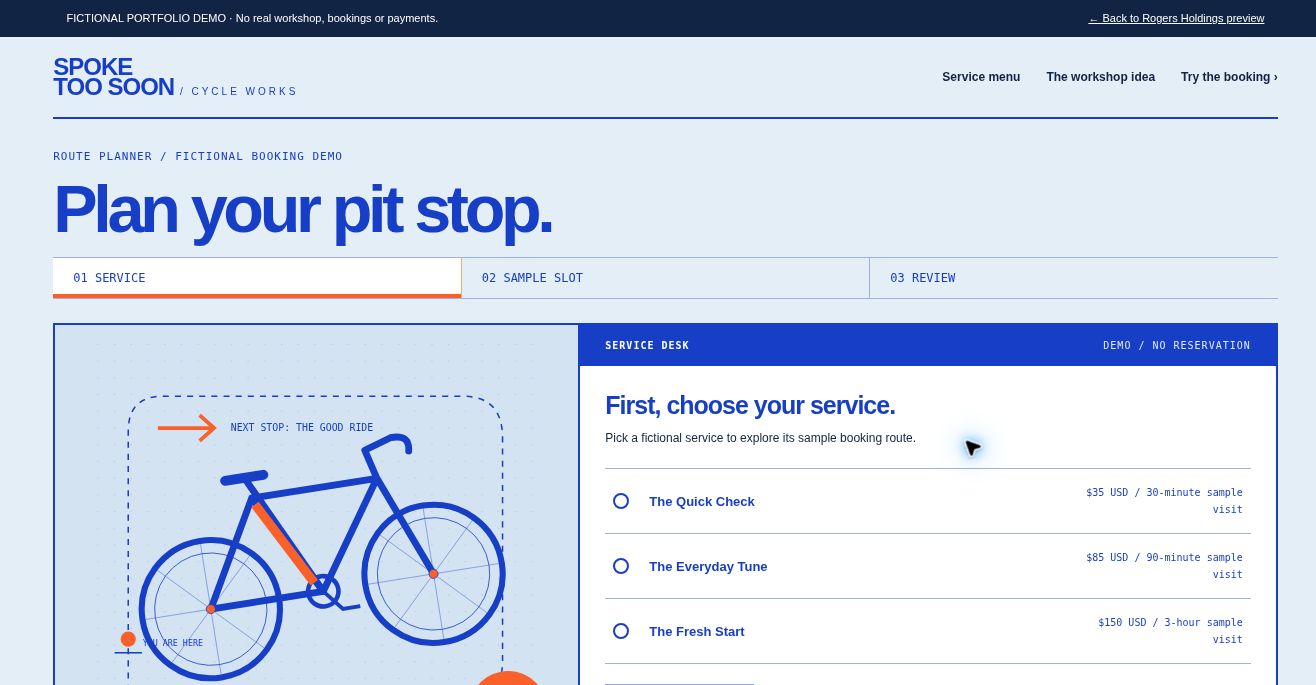 FICTIONAL PORTFOLIO DEMO · No real workshop, bookings or payments.
← Back to Rogers Holdings preview
SPOKE
TOO SOON / CYCLE WORKS
Service menu
The workshop idea
Try the booking ›
ROUTE PLANNER / FICTIONAL BOOKING DEMO
Plan your pit stop.
01 SERVICE
02 SAMPLE SLOT
03 REVIEW
NEXT STOP: THE GOOD RIDE
YOU ARE HERE
SERVICE DESK
DEMO / NO RESERVATION
First, choose your service.
Pick a fictional service to explore its sample booking route.
The Quick Check
$35 USD / 30-minute sample
visit
The Everyday Tune
$85 USD / 90-minute sample
visit
The Fresh Start
$150 USD / 3-hour sample
visit